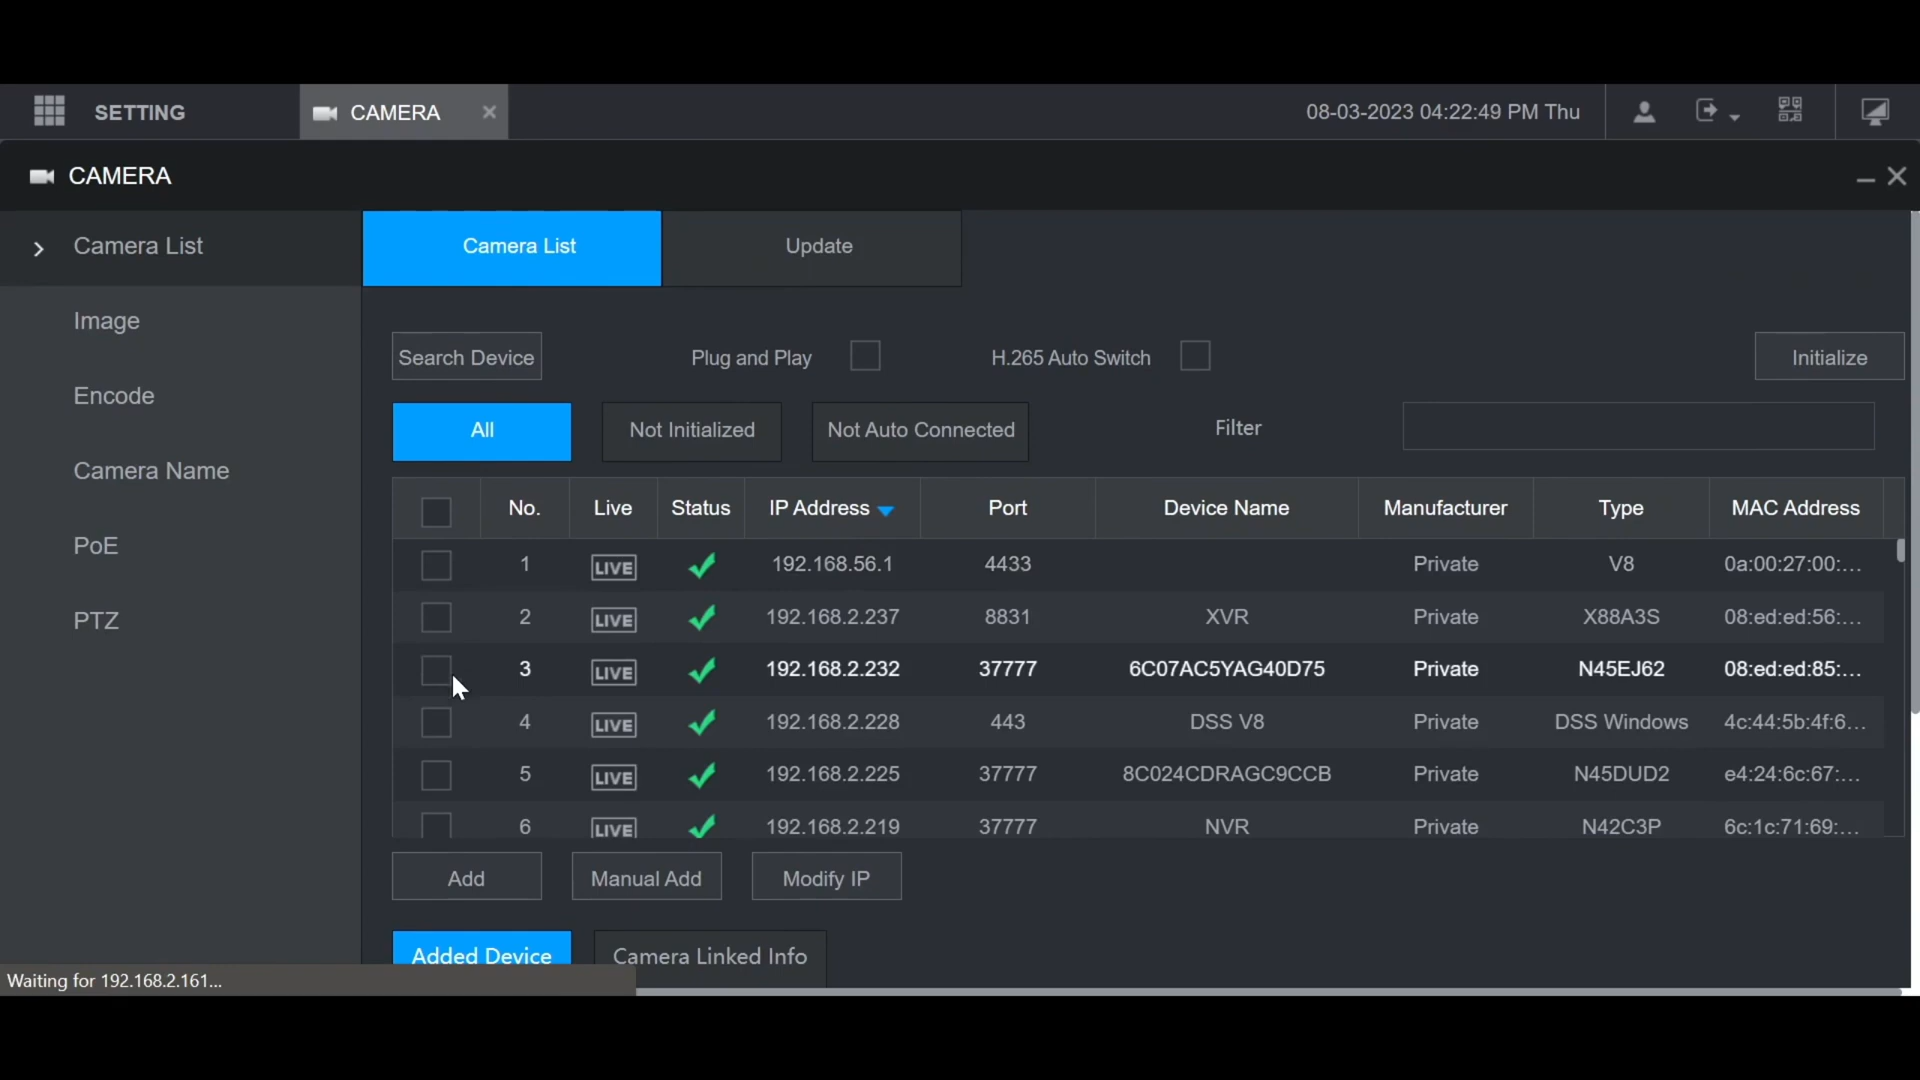 SETTING CAMERA 08-03-2023 04:22:49 PM Thu
CAMERA
Camera List
Image
Encode
Camera Name
PoE
PTZ
Camera List Update
Search Device Plug and Play H.265 Auto Switch Initialize
All Not Initialized Not Auto Connected Filter
No. Live Status IP Address Port Device Name Manufacturer Type MAC Address
1 LIVE 192.168.56.1 4433 Private V8 0a:00:27:00:...
2 LIVE 192.168.2.237 8831 XVR Private X88A3S 08:ed:ed:56:...
3 LIVE 192.168.2.232 37777 6C07AC5YAG40D75 Private N45EJ62 08:ed:ed:85:...
4 LIVE 192.168.2.228 443 DSS V8 Private DSS Windows 4c:44:5b:4f:6...
5 LIVE 192.168.2.225 37777 8C024CDRAGC9CCB Private N45DUD2 e4:24:6c:67:...
6 LIVE 192.168.2.219 37777 NVR Private N42C3P 6c:1c:71:69:...
Add Manual Add Modify IP
Added Device Camera Linked Info
Waiting for 192.168.2.161...